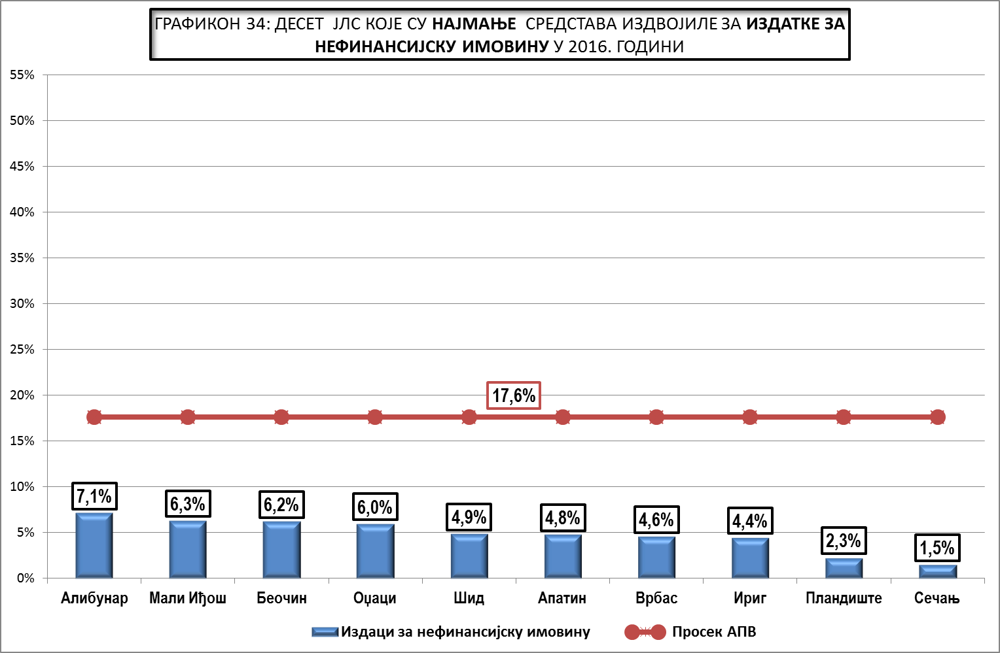 ГРАФИКОН 34: ДЕСЕТ  ЈЛС КОЈЕ СУ НАЈМАЊЕ  СРЕДСТАВА ИЗДВОЈИЛЕ ЗА ИЗДАТКЕ ЗА
НЕФИНАНСИЈСКУ ИМОВИНУ У 2016. ГОДИНИ
55%
50%
45%
40%
35%
30%
25%
20%
15%
10%
5%
0%
17,6%
7,1%
6,3%
6,2%
6,0%
4,9%
4,8%
4,6%
4,4%
2,3%
1,5%
Алибунар
Мали Иђош
Беочин
Оџаци
Шид
Апатин
Врбас
Ириг
Пландиште
Сечањ
Издаци за нефинансијску имовину
Просек АПВ